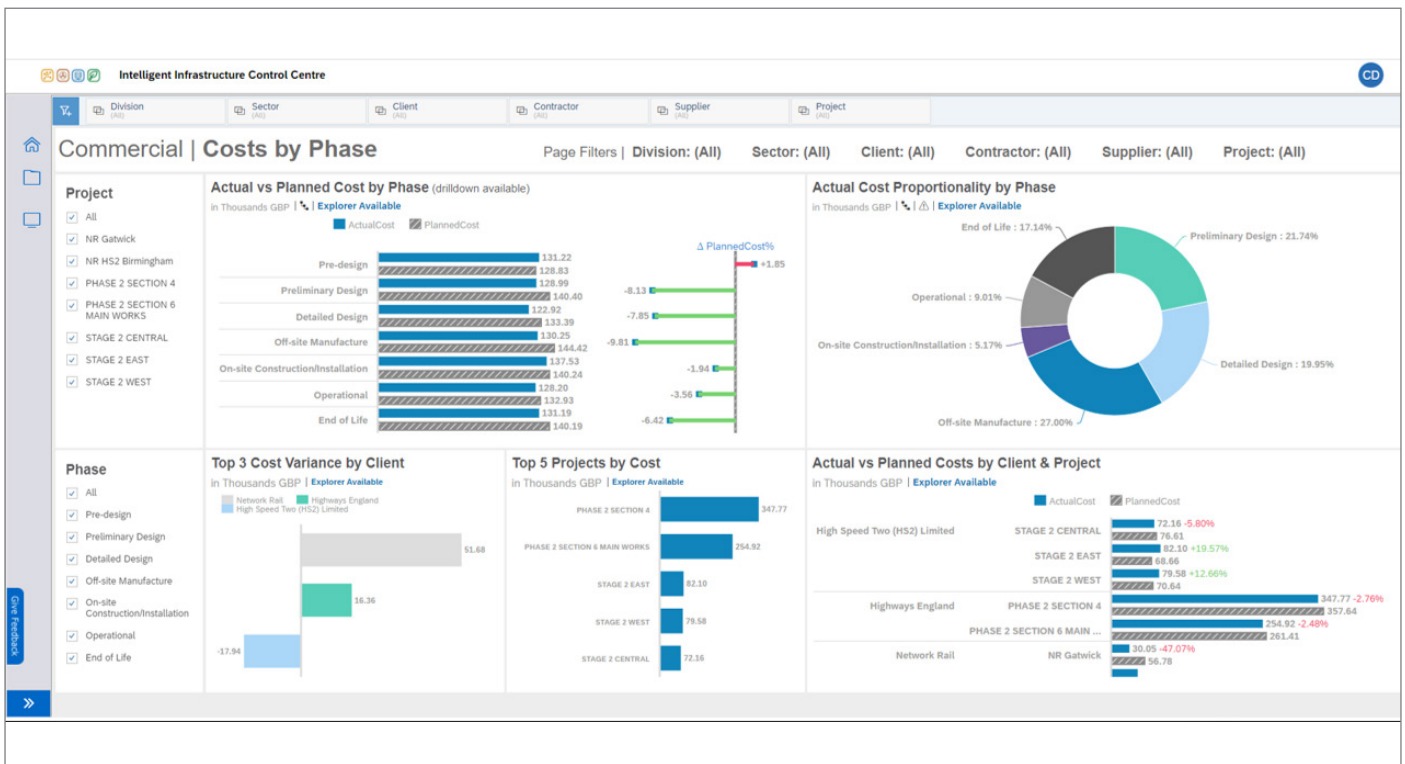 Intelligent Infrastructure Control Centre
CD
Division
(All)
Sector
(All)
Client
(All)
Contractor
(All)
Supplier
(All)
Project
(All)
Commercial | Costs by Phase
Page Filters | Division: (All) Sector: (All) Client: (All) Contractor: (All) Supplier: (All) Project: (All)
Project
All
NR Gatwick
NR HS2 Birmingham
PHASE 2 SECTION 4
PHASE 2 SECTION 6
MAIN WORKS
STAGE 2 CENTRAL
STAGE 2 EAST
STAGE 2 WEST
Actual vs Planned Cost by Phase (drilldown available)
in Thousands GBP | Explorer Available
ActualCost PlannedCost
Δ PlannedCost%
Pre-design 131.22 +1.85
128.83
Preliminary Design 128.99 -8.13
140.40
Detailed Design 122.92 -7.85
133.39
Off-site Manufacture 130.25 -9.81
144.42
On-site Construction/Installation 137.53 -1.94
140.24
Operational 128.20 -3.56
132.93
End of Life 131.19 -6.42
140.19
Actual Cost Proportionality by Phase
in Thousands GBP | Explorer Available
End of Life : 17.14%
Preliminary Design : 21.74%
Operational : 9.01%
On-site Construction/Installation : 5.17%
Detailed Design : 19.95%
Off-site Manufacture : 27.00%
Phase
All
Pre-design
Preliminary Design
Detailed Design
Off-site Manufacture
On-site
Construction/Installation
Operational
End of Life
Give Feedback
Top 3 Cost Variance by Client
in Thousands GBP | Explorer Available
Network Rail Highways England
High Speed Two (HS2) Limited
51.68
16.36
-17.94
Top 5 Projects by Cost
in Thousands GBP | Explorer Available
PHASE 2 SECTION 4 347.77
PHASE 2 SECTION 6 MAIN WORKS 254.92
STAGE 2 EAST 82.10
STAGE 2 WEST 79.58
STAGE 2 CENTRAL 72.16
Actual vs Planned Costs by Client & Project
in Thousands GBP | Explorer Available
ActualCost PlannedCost
High Speed Two (HS2) Limited STAGE 2 CENTRAL 72.16 -5.80%
76.61
STAGE 2 EAST 82.10 +19.57%
68.66
STAGE 2 WEST 79.58 +12.66%
70.64
Highways England PHASE 2 SECTION 4 347.77 -2.76%
357.64
PHASE 2 SECTION 6 MAIN ... 254.92 -2.48%
261.41
Network Rail NR Gatwick 30.05 -47.07%
56.78